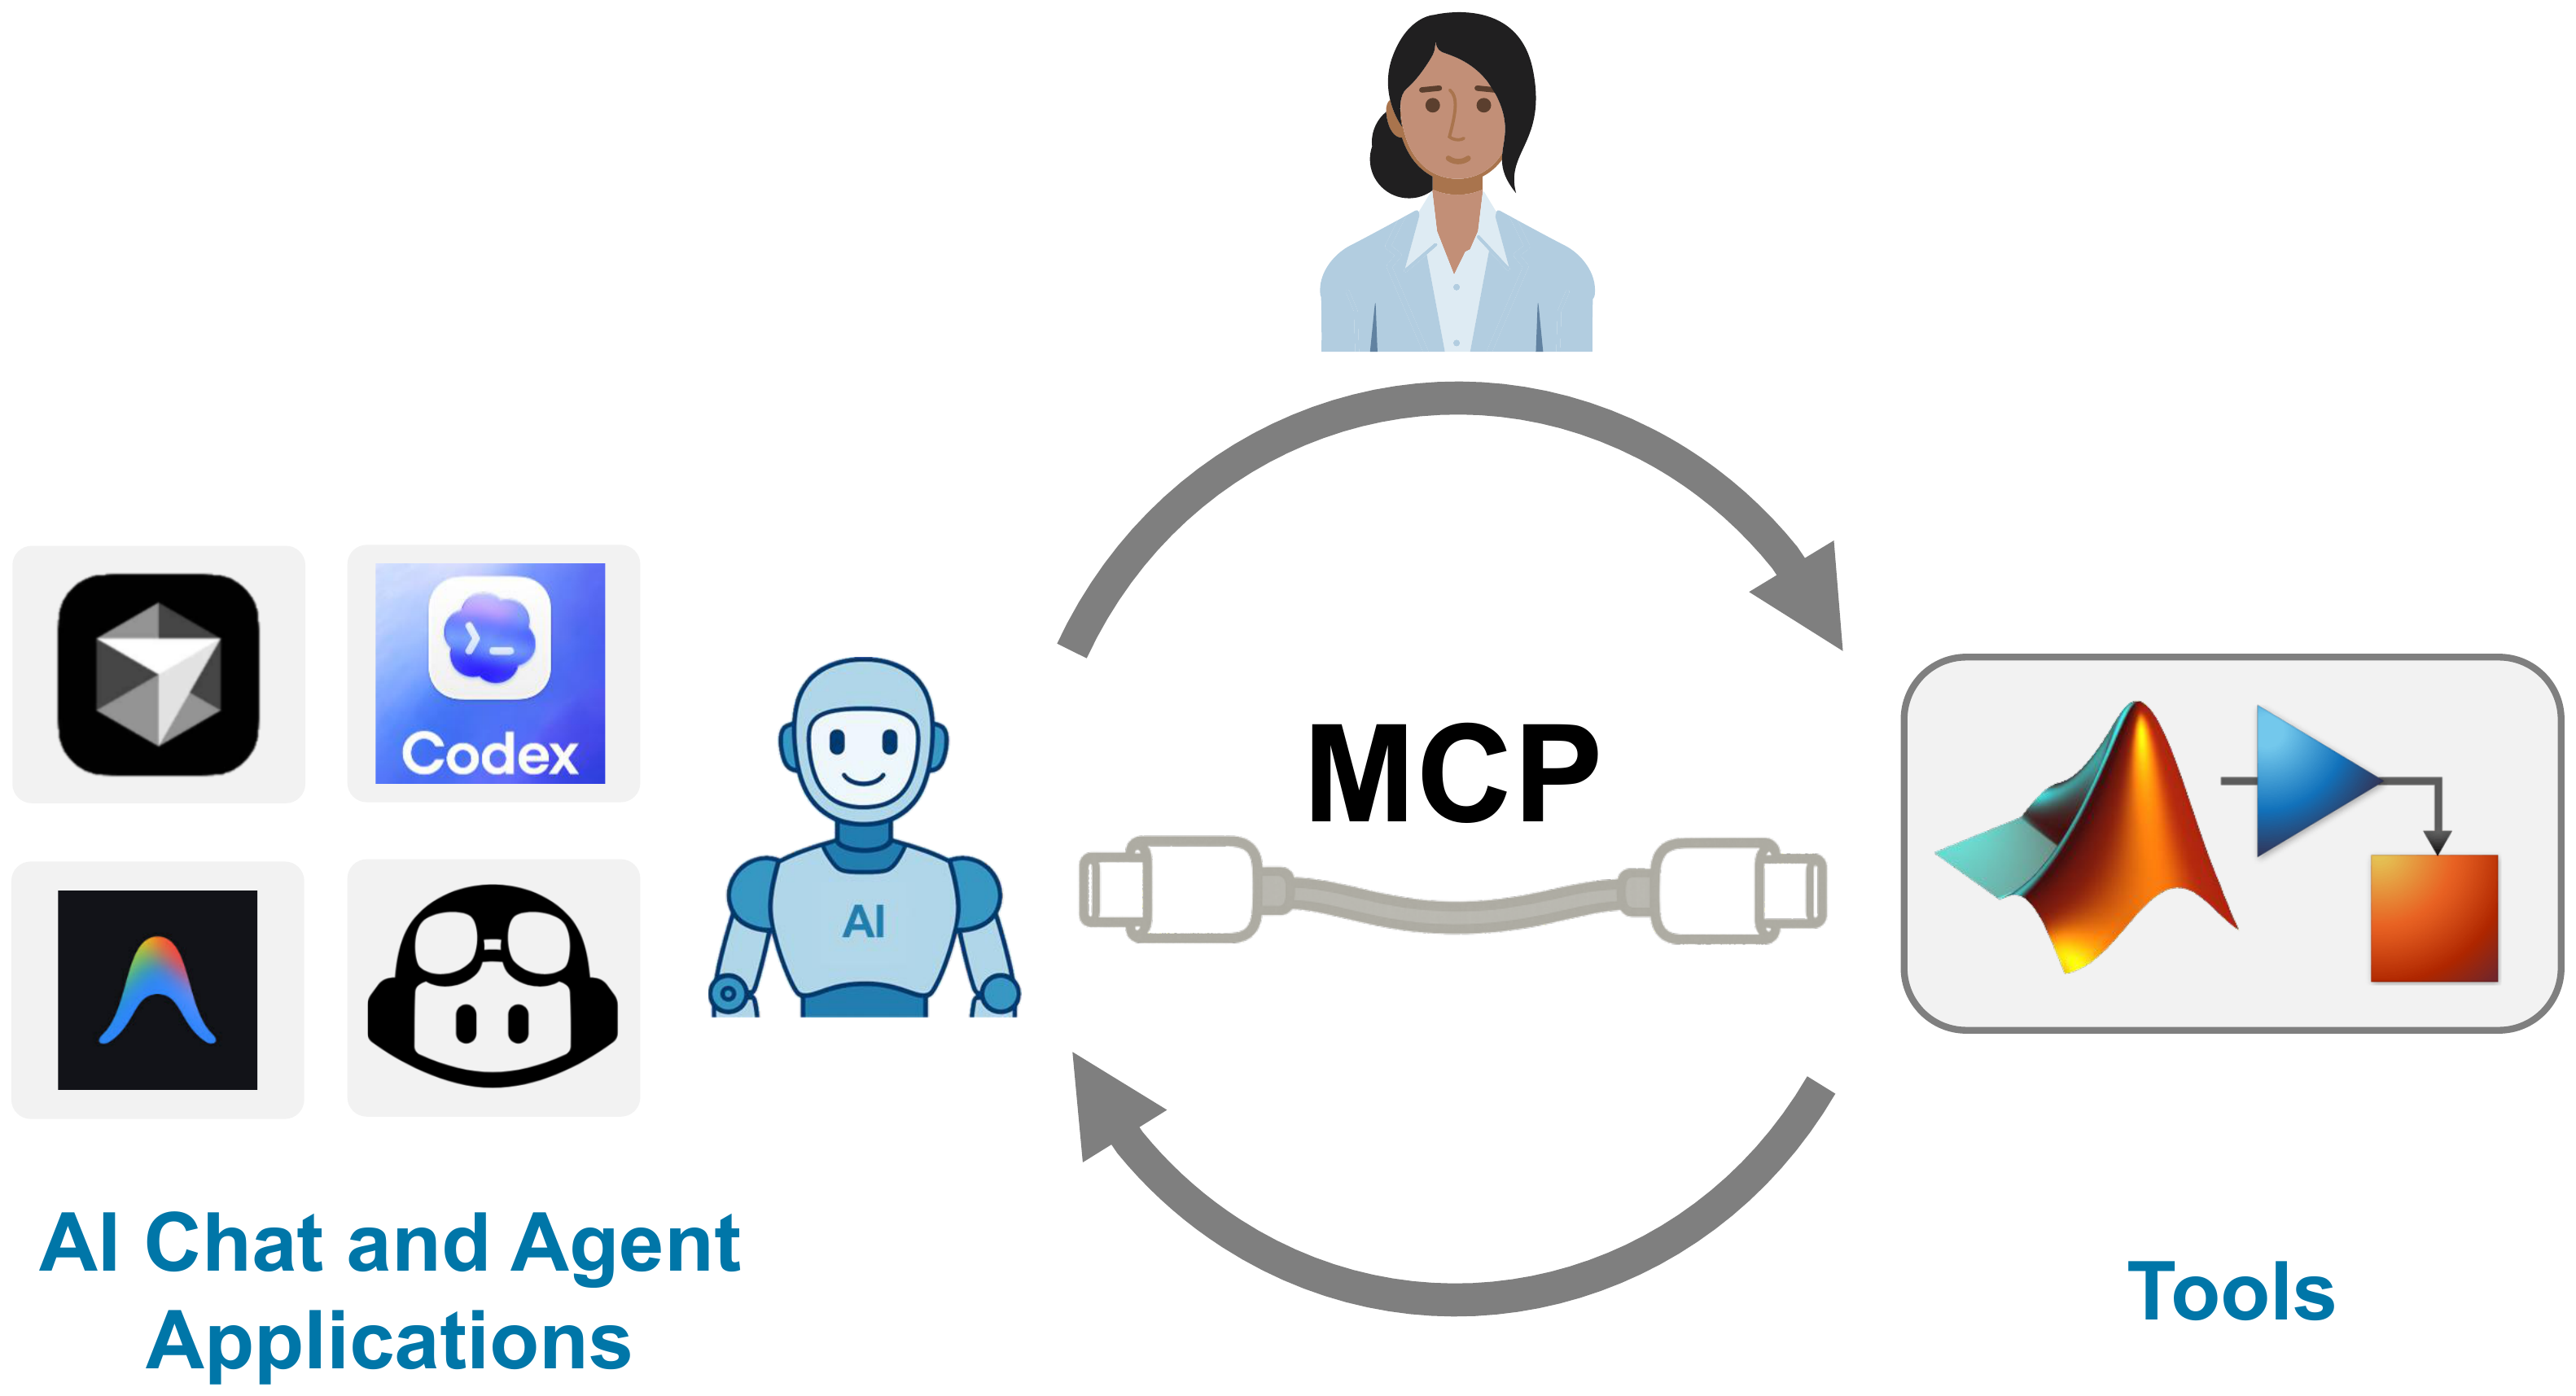 Codex
AI
MCP
AI Chat and Agent
Applications
Tools